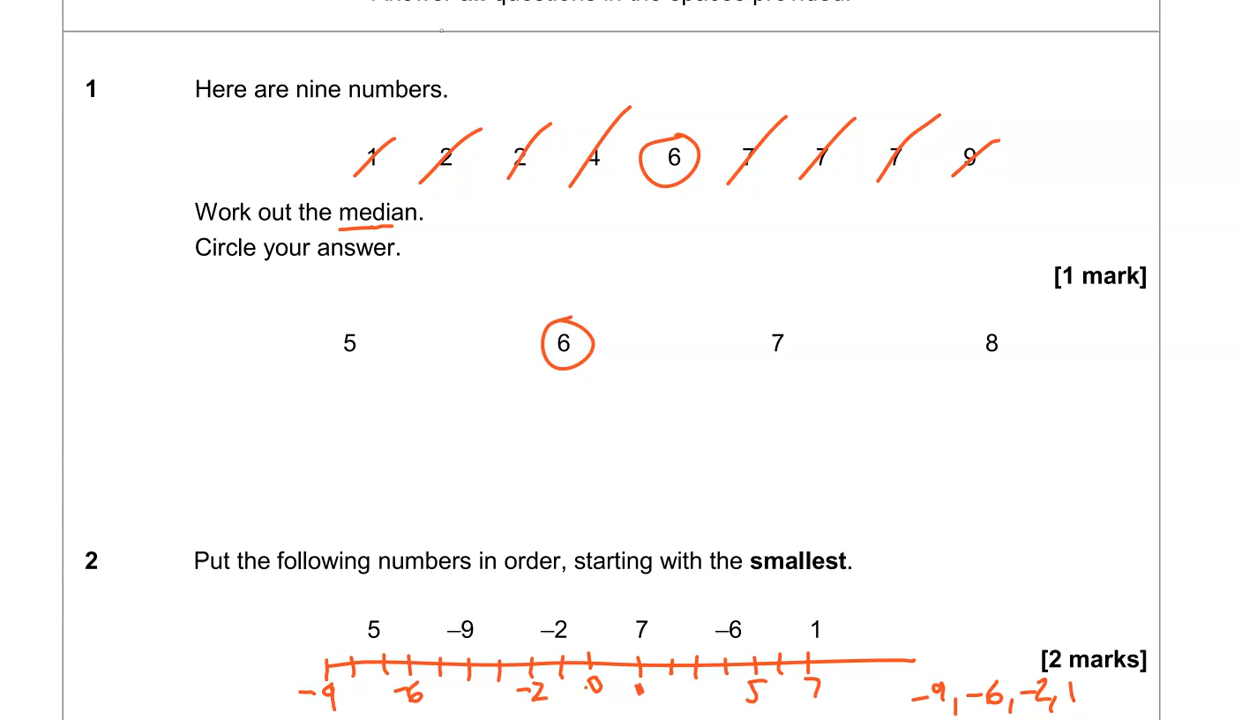 1 Here are nine numbers.
1 2 2 4 6 7 7 7 9
Work out the median.
Circle your answer.
[1 mark]
5 6 7 8
2 Put the following numbers in order, starting with the smallest.
5 –9 –2 7 –6 1
[2 marks]
-9 -6 -2 0 5 7
-9, -6, -2, 1